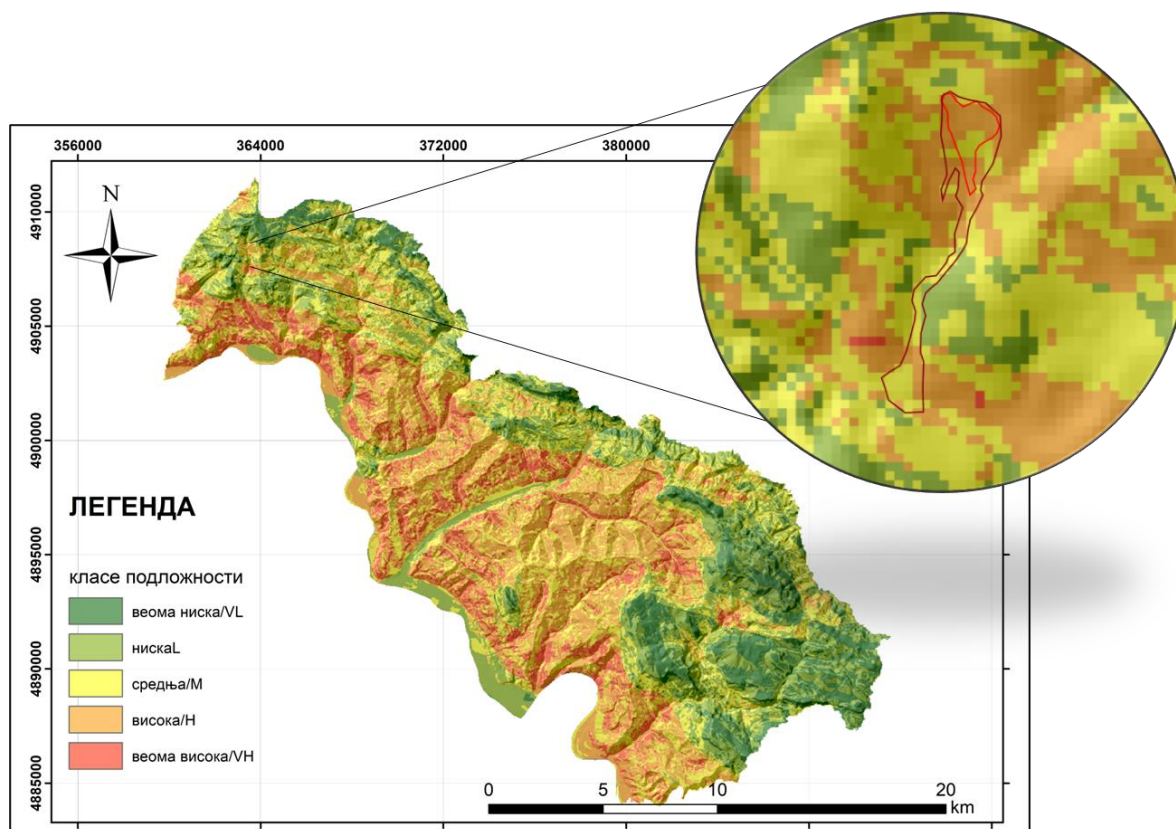 356000 364000 372000 380000
N
4910000
4905000
4900000
4895000
4890000
4885000
ЛЕГЕНДА
класе подложности
веома ниска/VL
нискаL
средња/M
висока/H
веома висока/VH
0 5 10 20
km